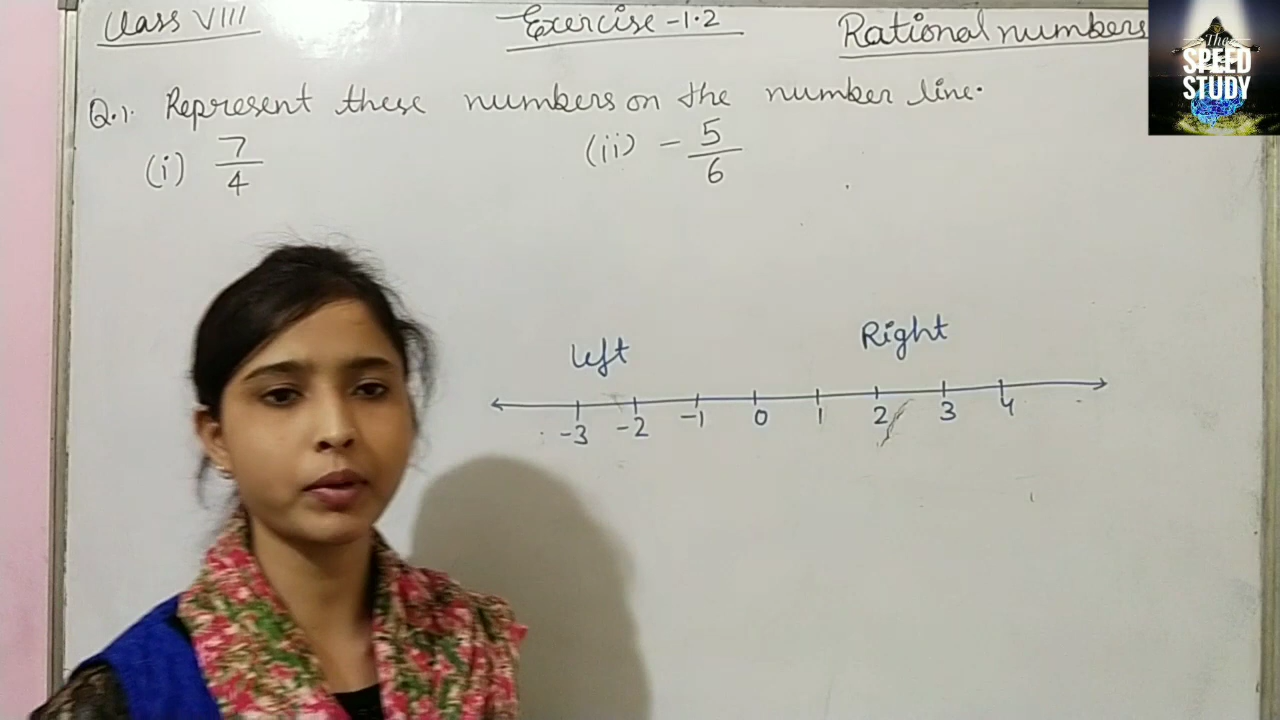 Class VIII Exercise - 1.2 Rational numbers
The
SPEED
STUDY
Q.1. Represent these numbers on the number line.
(i) 7/4 (ii) - 5/6
Left Right
-3 -2 -1 0 1 2 3 4